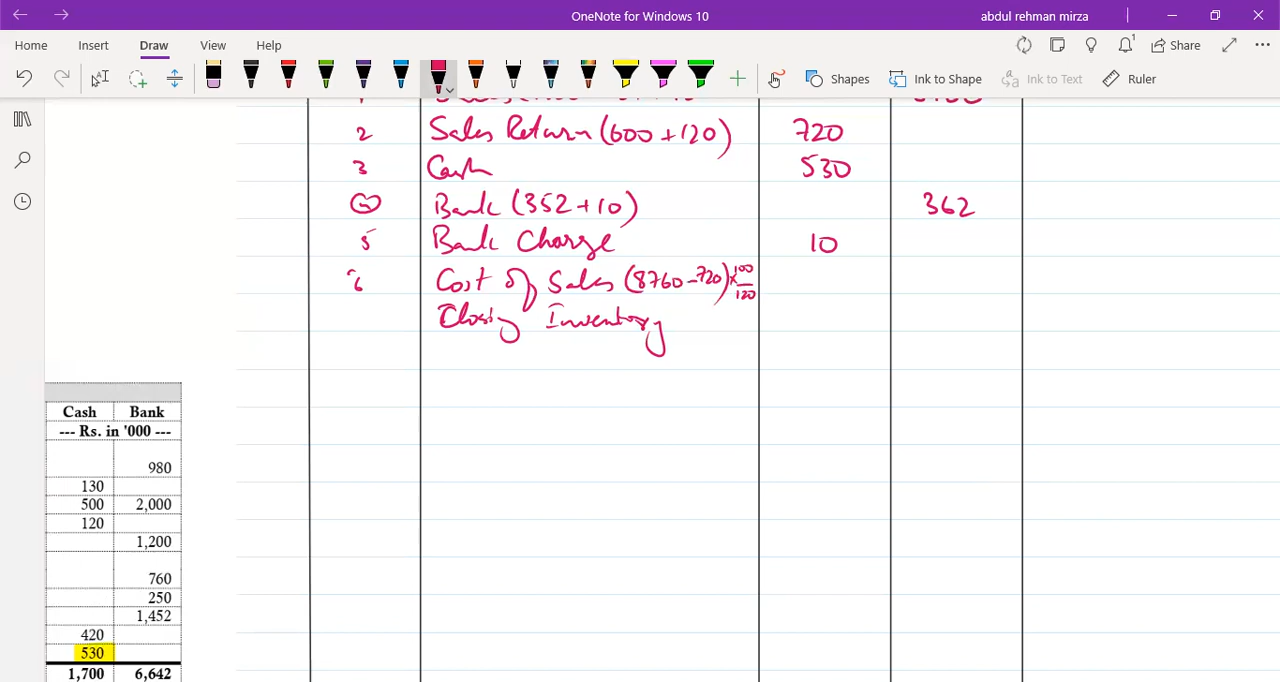 OneNote for Windows 10
abdul rehman mirza
Home Insert Draw View Help
Share
Shapes Ink to Shape Ink to Text Ruler
2 Sales Return (600 + 120) 720
3 Cash 530
Bank (352 + 10) 362
5 Bank Charge 10
6 Cost of Sales (8760 - 720) × 100/120
Closing Inventory
Cash Bank
--- Rs. in '000 ---
980
130
500 2,000
120
1,200
760
250
1,452
420
530
1,700 6,642